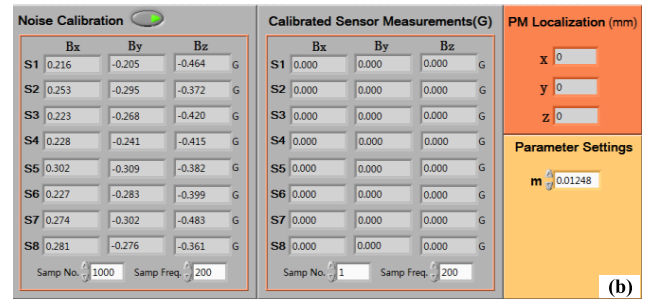 Noise Calibration
Bx By Bz
S1 0.216 -0.205 -0.464 G
S2 0.253 -0.295 -0.372 G
S3 0.223 -0.268 -0.420 G
S4 0.228 -0.241 -0.415 G
S5 0.302 -0.309 -0.382 G
S6 0.227 -0.283 -0.399 G
S7 0.274 -0.302 -0.483 G
S8 0.281 -0.276 -0.361 G
Samp No. 1000 Samp Freq. 200
Calibrated Sensor Measurements(G)
Bx By Bz
S1 0.000 0.000 0.000 G
S2 0.000 0.000 0.000 G
S3 0.000 0.000 0.000 G
S4 0.000 0.000 0.000 G
S5 0.000 0.000 0.000 G
S6 0.000 0.000 0.000 G
S7 0.000 0.000 0.000 G
S8 0.000 0.000 0.000 G
Samp No. 1 Samp Freq. 200
PM Localization (mm)
x 0
y 0
z 0
Parameter Settings
m 0.01248
(b)